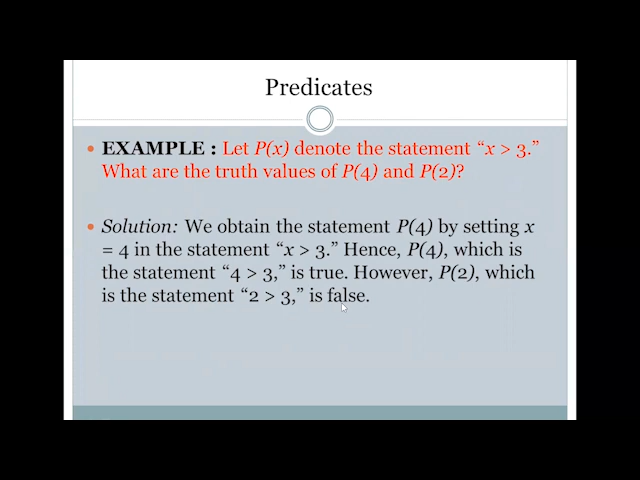 Predicates
• EXAMPLE : Let P(x) denote the statement “x > 3.”
What are the truth values of P(4) and P(2)?
• Solution: We obtain the statement P(4) by setting x
= 4 in the statement “x > 3.” Hence, P(4), which is
the statement “4 > 3,” is true. However, P(2), which
is the statement “2 > 3,” is false.